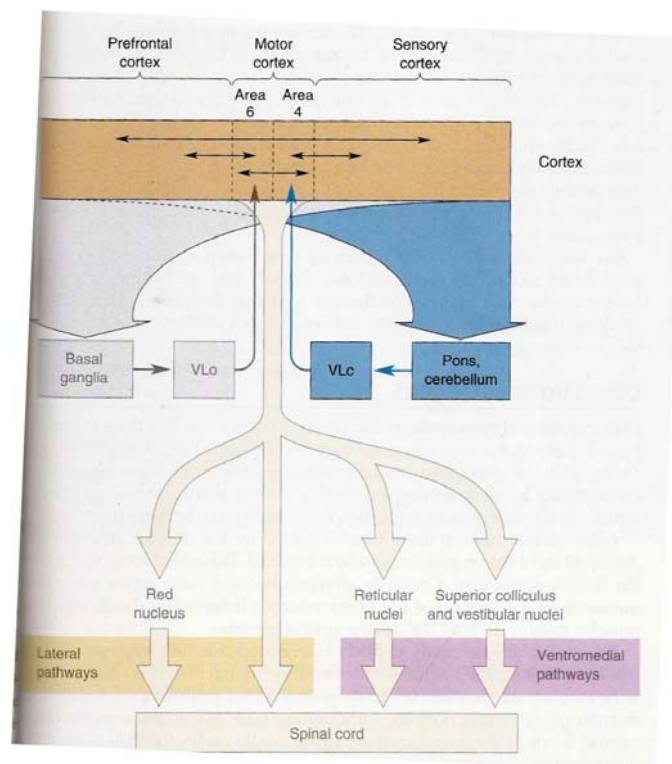 Prefrontal
cortex
Motor
cortex
Sensory
cortex
Area
6
Area
4
Cortex
Basal
ganglia
VLo
VLc
Pons,
cerebellum
Red
nucleus
Reticular
nuclei
Superior colliculus
and vestibular nuclei
Lateral
pathways
Ventromedial
pathways
Spinal cord